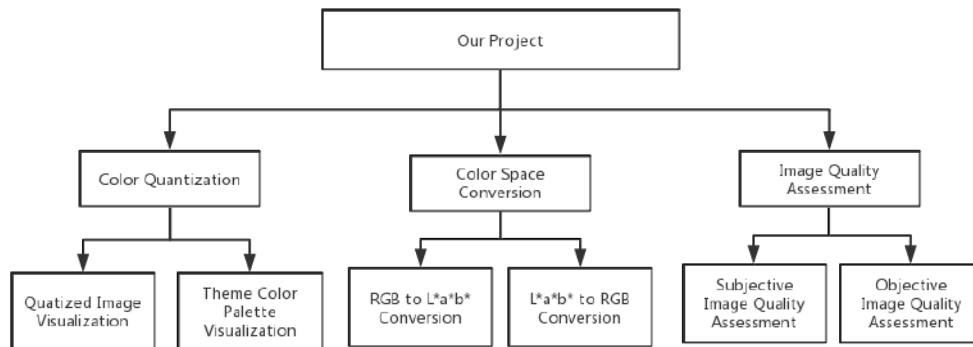 Our Project
Color Quantization
Color Space
Conversion
Image Quality
Assessment
Quatized Image
Visualization
Theme Color
Palette
Visualization
RGB to L*a*b*
Conversion
L*a*b* to RGB
Conversion
Subjective
Image Quality
Assessment
Objective
Image Quality
Assessment